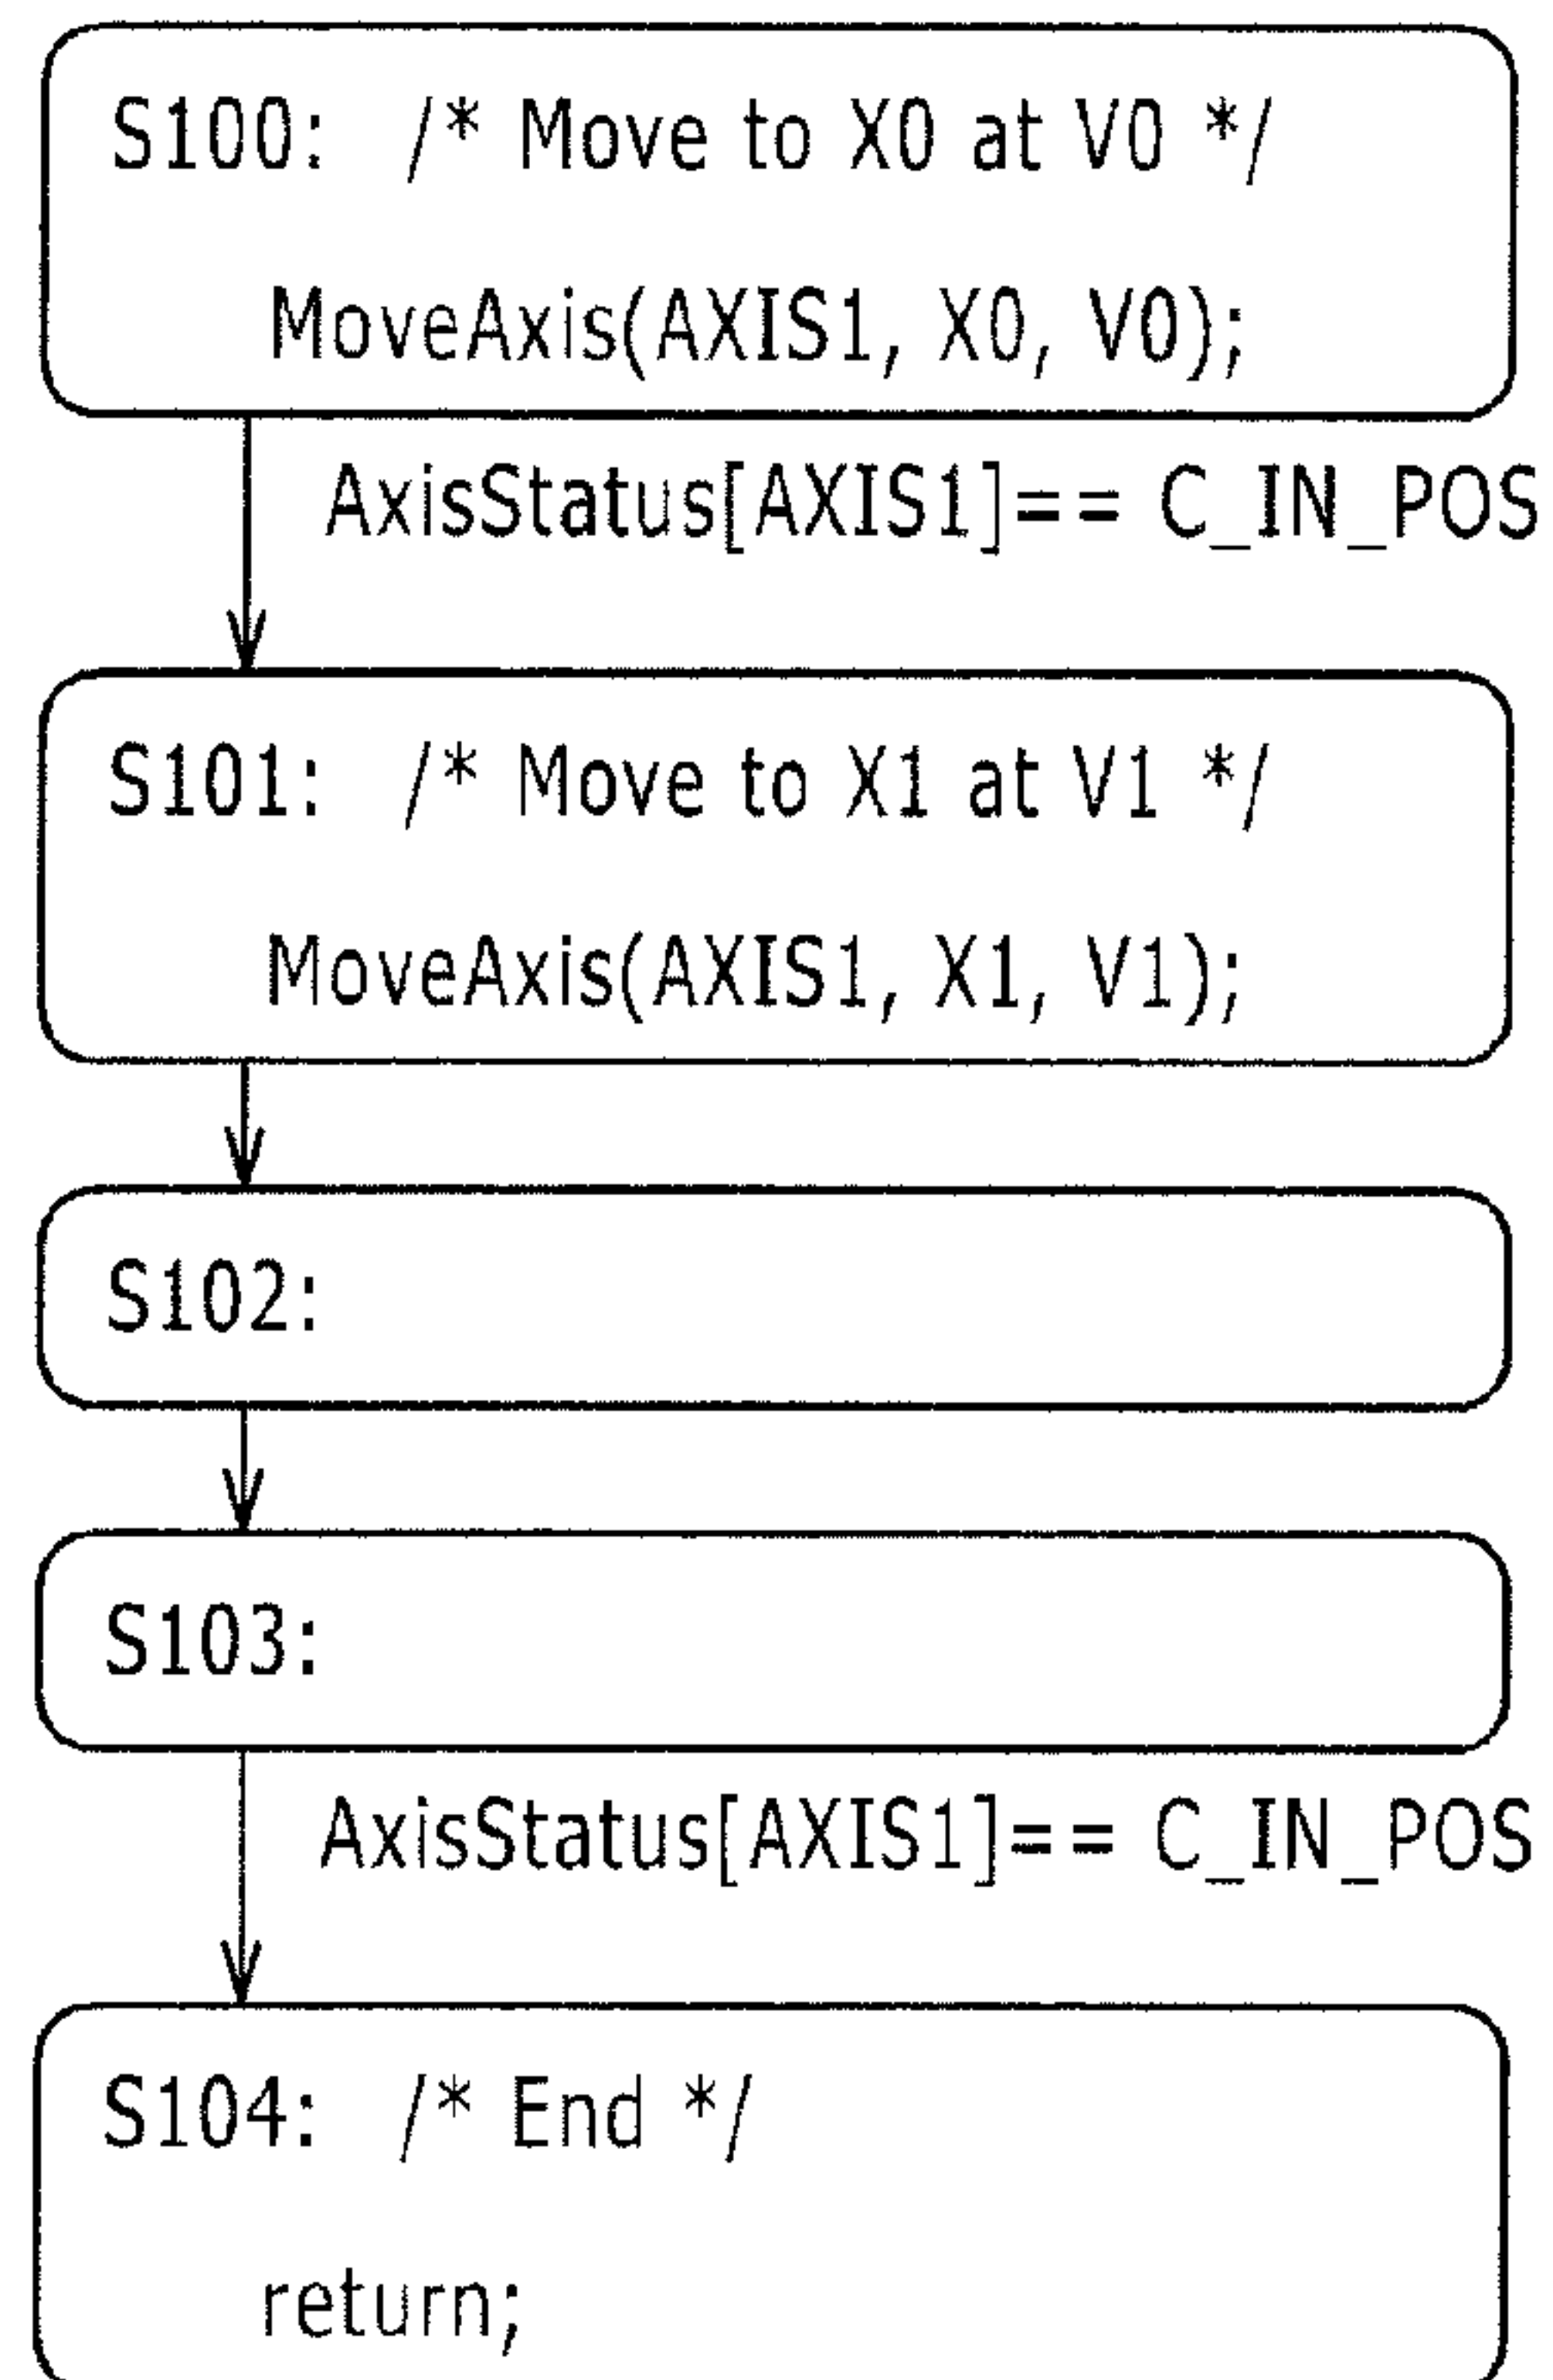 S100: /* Move to X0 at V0 */
MoveAxis(AXIS1, X0, V0);
AxisStatus[AXIS1]== C_IN_POS
S101: /* Move to X1 at V1 */
MoveAxis(AXIS1, X1, V1);
S102:
S103:
AxisStatus[AXIS1]== C_IN_POS
S104: /* End */
return;